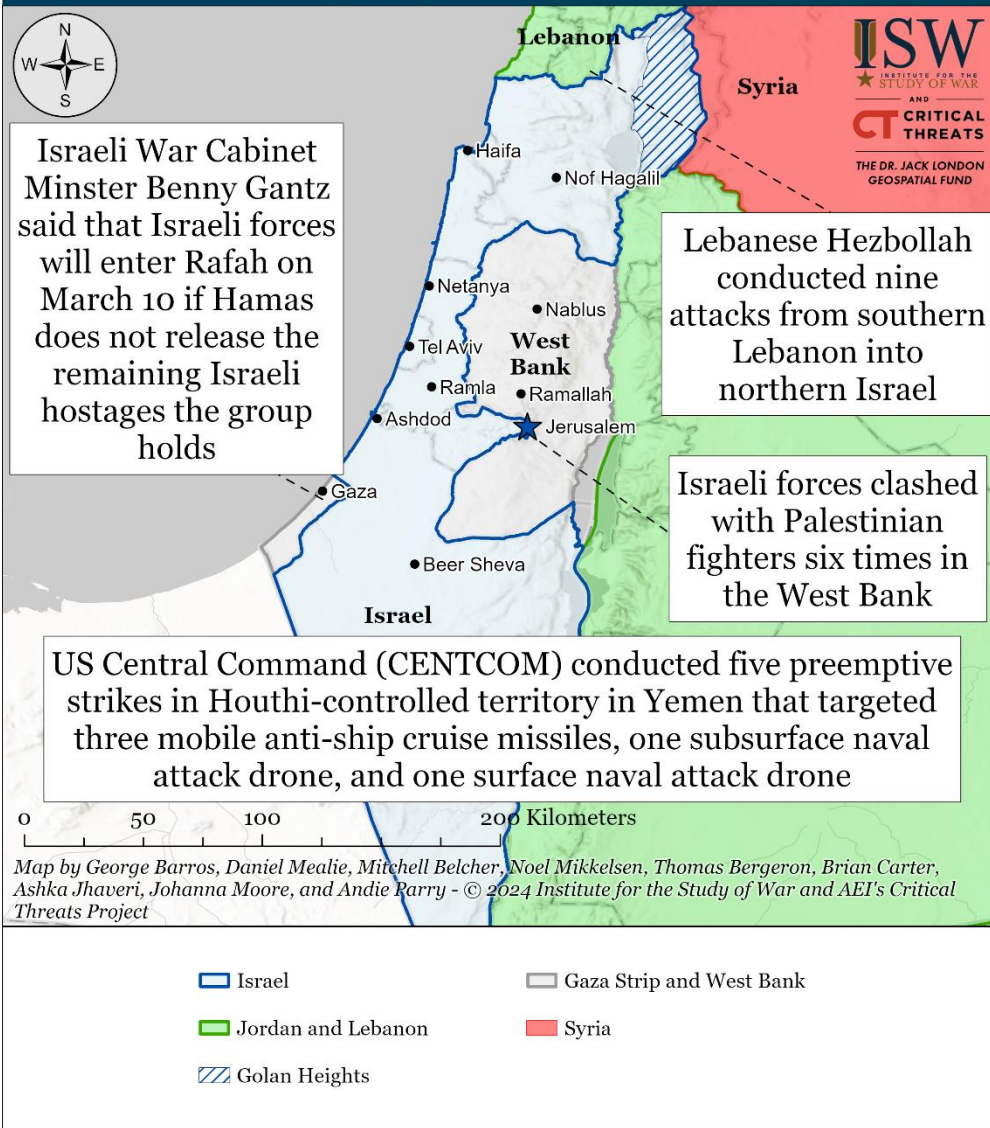 N
W E
S
Lebanon
Syria
ISW
INSTITUTE FOR THE
STUDY OF WAR
AND
CT CRITICAL
THREATS
THE DR. JACK LONDON
GEOSPATIAL FUND
Israeli War Cabinet
Minster Benny Gantz
said that Israeli forces
will enter Rafah on
March 10 if Hamas
does not release the
remaining Israeli
hostages the group
holds
Haifa
Nof Hagalil
Lebanese Hezbollah
conducted nine
attacks from southern
Lebanon into
northern Israel
Netanya
Nablus
Tel Aviv
West
Bank
Ramla
Ramallah
Ashdod
Jerusalem
Gaza
Israeli forces clashed
with Palestinian
fighters six times in
the West Bank
Beer Sheva
Israel
US Central Command (CENTCOM) conducted five preemptive
strikes in Houthi-controlled territory in Yemen that targeted
three mobile anti-ship cruise missiles, one subsurface naval
attack drone, and one surface naval attack drone
0 50 100 200 Kilometers
Map by George Barros, Daniel Mealie, Mitchell Belcher, Noel Mikkelsen, Thomas Bergeron, Brian Carter,
Ashka Jhaveri, Johanna Moore, and Andie Parry - © 2024 Institute for the Study of War and AEI's Critical
Threats Project
Israel
Gaza Strip and West Bank
Jordan and Lebanon
Syria
Golan Heights